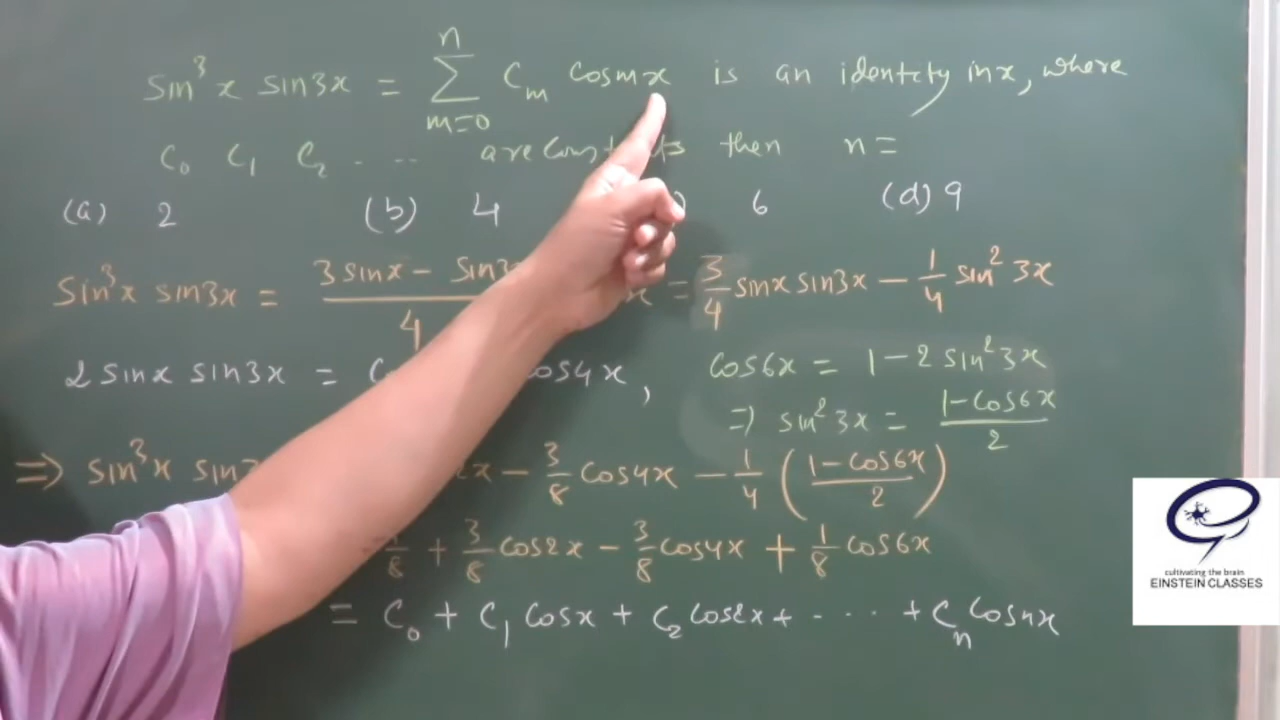 sin³x sin3x = Σ_{m=0}^{n} C_m cosmx is an identity in x, where
C₀ C₁ C₂ ... are then n =
(a) 2 (b) 4 6 (d) 9
sin³x sin3x = 3 sinx − / 4 = 3/4 sinx sin3x − 1/4 sin²3x
2 sinx sin3x = cos4x, cos6x = 1 − 2 sin²3x
⇒ sin²3x = (1 − cos6x)/2
⇒ sin³x − 3/8 cos4x − 1/4 ((1 − cos6x)/2)
/8 + 3/8 cos2x − 3/8 cos4x + 1/8 cos6x
= C₀ + C₁ cosx + C₂ cos2x + ... + C_n cosnx
cultivating the brain
EINSTEIN CLASSES